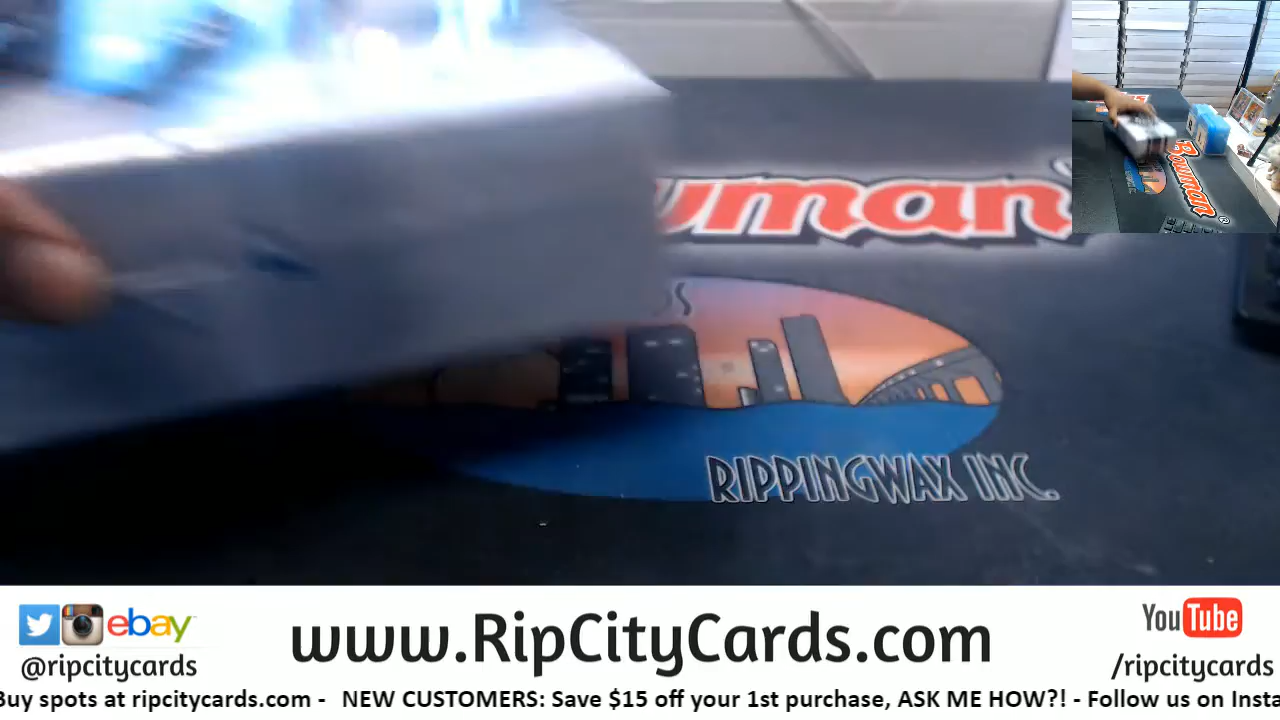 Bowman
RIPPINGWAX INC.
ebay
@ripcitycards
www.RipCityCards.com
YouTube
/ripcitycards
Buy spots at ripcitycards.com - NEW CUSTOMERS: Save $15 off your 1st purchase, ASK ME HOW?! - Follow us on Insta